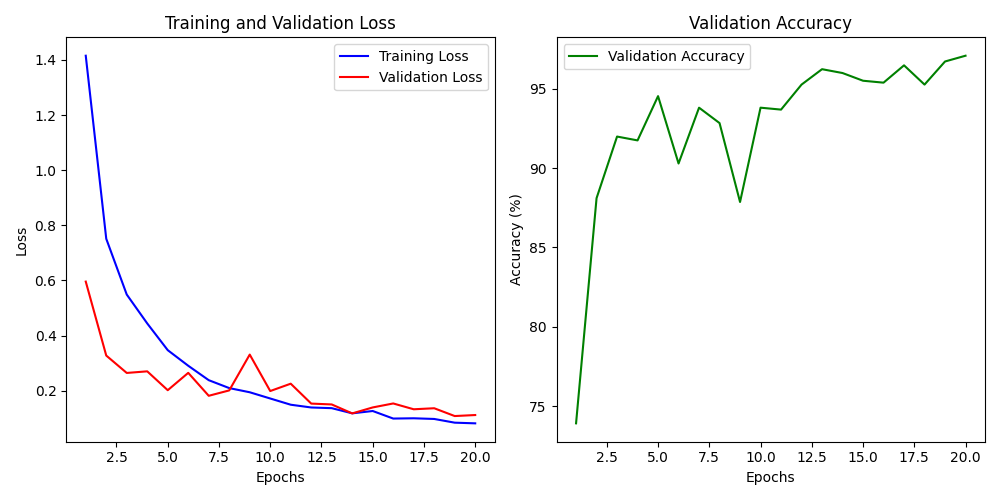 Training and Validation Loss
Training Loss
Validation Loss
1.4
1.2
1.0
0.8
0.6
0.4
0.2
Loss
2.5 5.0 7.5 10.0 12.5 15.0 17.5 20.0
Epochs
Validation Accuracy
Validation Accuracy
95
90
85
80
75
Accuracy (%)
2.5 5.0 7.5 10.0 12.5 15.0 17.5 20.0
Epochs